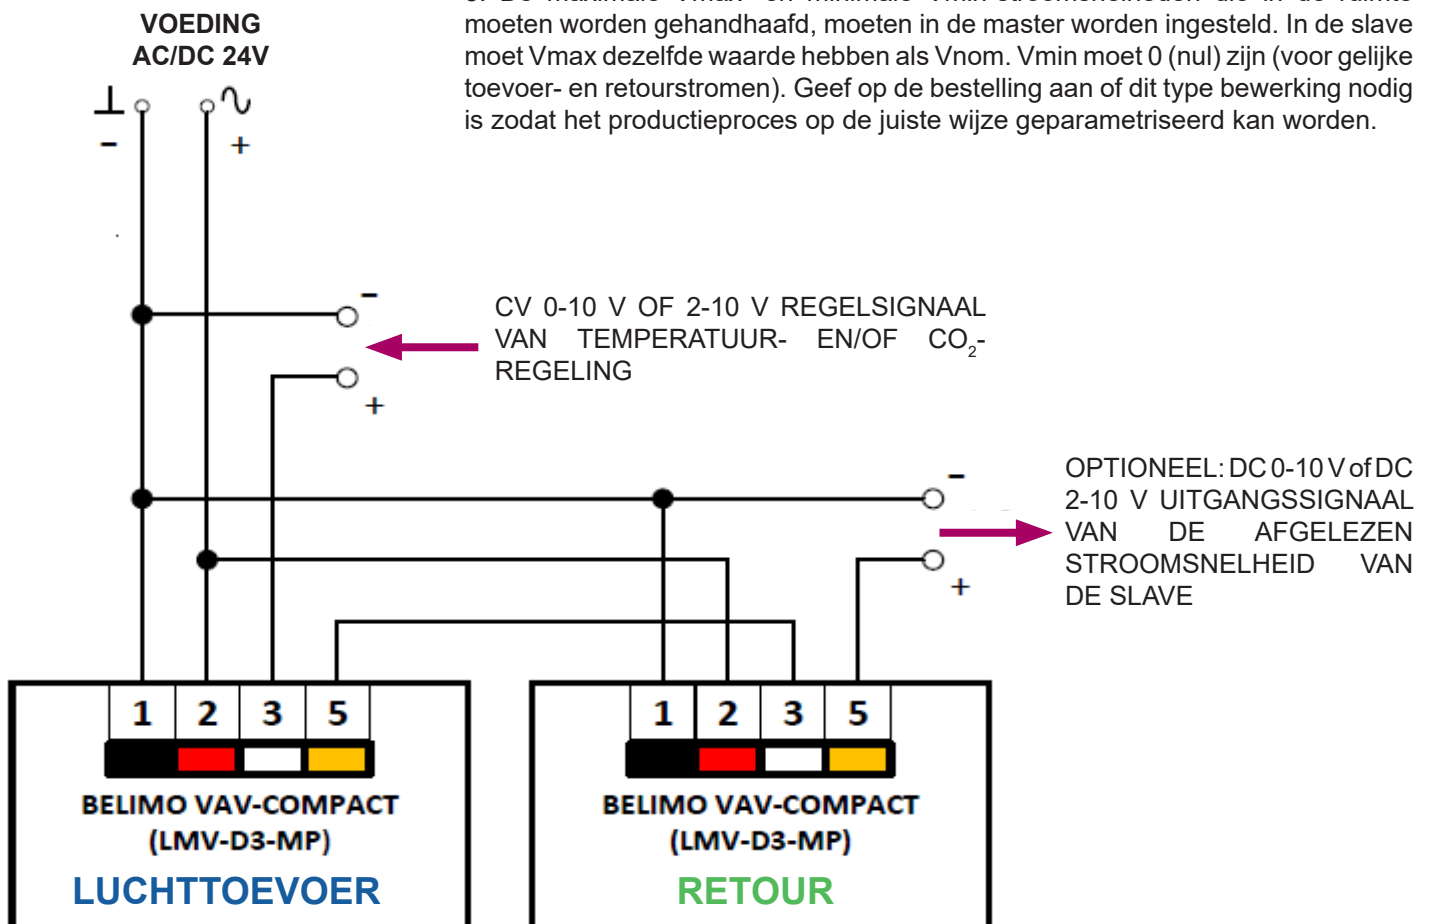 VOEDING
AC/DC 24V
moeten worden gehandhaafd, moeten in de master worden ingesteld. In de slave
moet Vmax dezelfde waarde hebben als Vnom. Vmin moet 0 (nul) zijn (voor gelijke
toevoer- en retourstromen). Geef op de bestelling aan of dit type bewerking nodig
is zodat het productieproces op de juiste wijze geparametriseerd kan worden.
- +
-
CV 0-10 V OF 2-10 V REGELSIGNAAL
VAN TEMPERATUUR- EN/OF CO₂-
REGELING
+
-
OPTIONEEL: DC 0-10 V of DC
2-10 V UITGANGSSIGNAAL
VAN DE AFGELEZEN
STROOMSNELHEID VAN
DE SLAVE
+
1 2 3 5
BELIMO VAV-COMPACT
(LMV-D3-MP)
LUCHTTOEVOER
1 2 3 5
BELIMO VAV-COMPACT
(LMV-D3-MP)
RETOUR